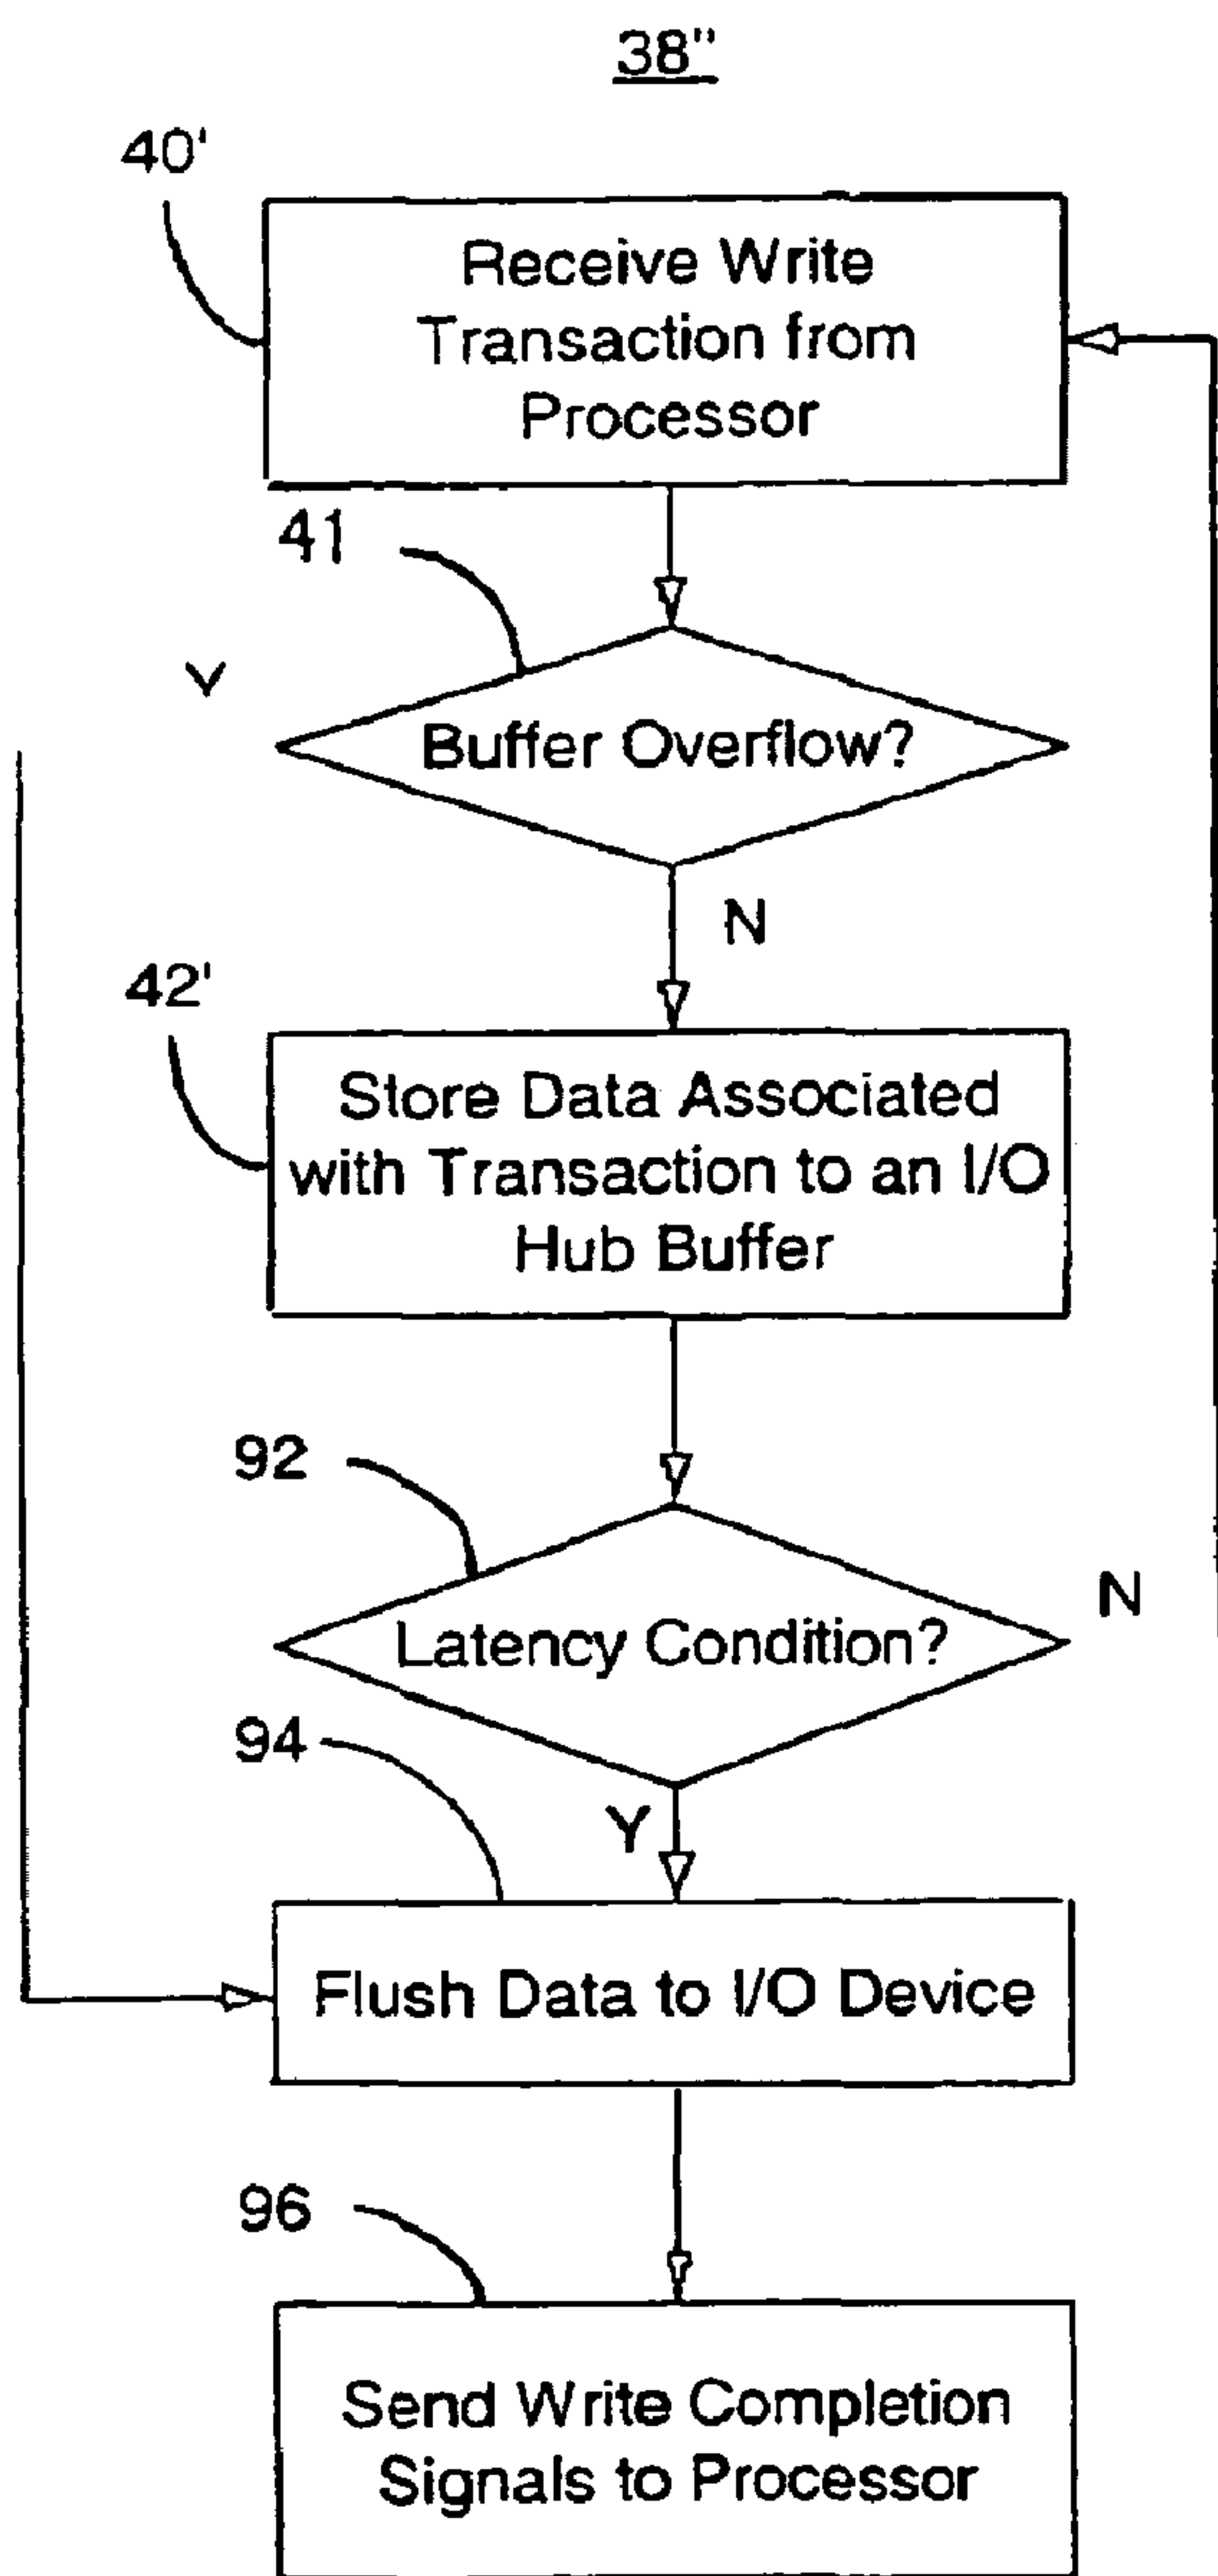 38"
40'
Receive Write
Transaction from
Processor
41
Y
Buffer Overflow?
N
42'
Store Data Associated
with Transaction to an I/O
Hub Buffer
92
N
Latency Condition?
94
Y
Flush Data to I/O Device
96
Send Write Completion
Signals to Processor